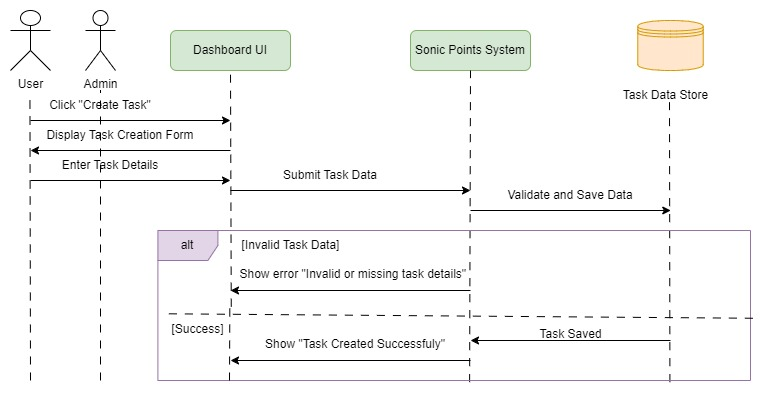 Dashboard UI
Sonic Points System
User
Admin
Task Data Store
Click "Create Task"
Display Task Creation Form
Enter Task Details
Submit Task Data
Validate and Save Data
alt
[Invalid Task Data]
Show error "Invalid or missing task details"
[Success]
Task Saved
Show "Task Created Successfuly"